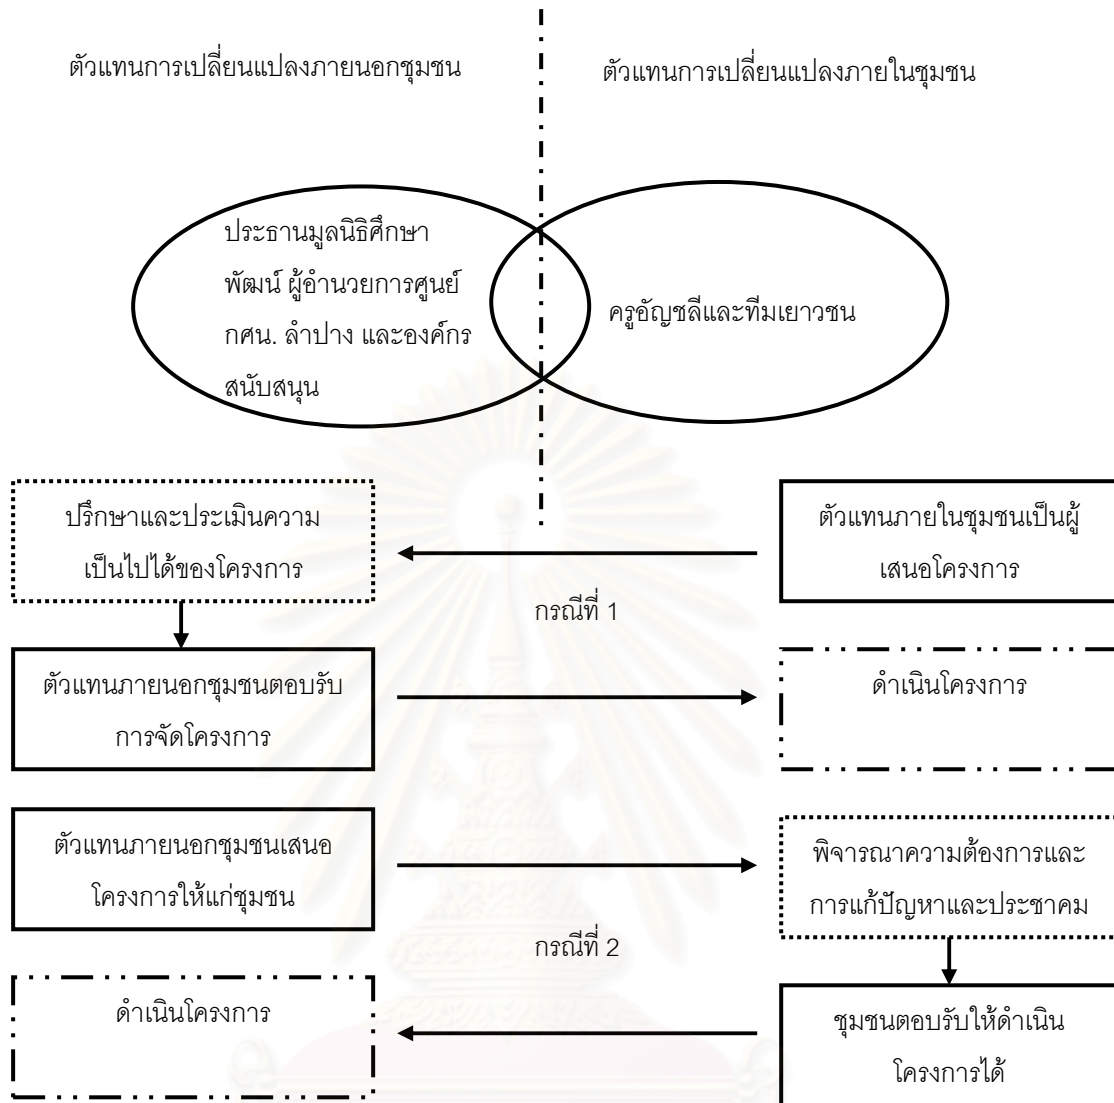 ตัวแทนการเปลี่ยนแปลงภายนอกชุมชน
ตัวแทนการเปลี่ยนแปลงภายในชุมชน
ประธานมูลนิธิศึกษา
พัฒน์ ผู้อำนวยการศูนย์
กศน. ลำปาง และองค์กร
สนับสนุน
ครูอัญชลีและทีมเยาวชน
ปรึกษาและประเมินความ
เป็นไปได้ของโครงการ
ตัวแทนภายในชุมชนเป็นผู้
เสนอโครงการ
กรณีที่ 1
ตัวแทนภายนอกชุมชนตอบรับ
การจัดโครงการ
ดำเนินโครงการ
ตัวแทนภายนอกชุมชนเสนอ
โครงการให้แก่ชุมชน
พิจารณาความต้องการและ
การแก้ปัญหาและประชาคม
กรณีที่ 2
ดำเนินโครงการ
ชุมชนตอบรับให้ดำเนิน
โครงการได้